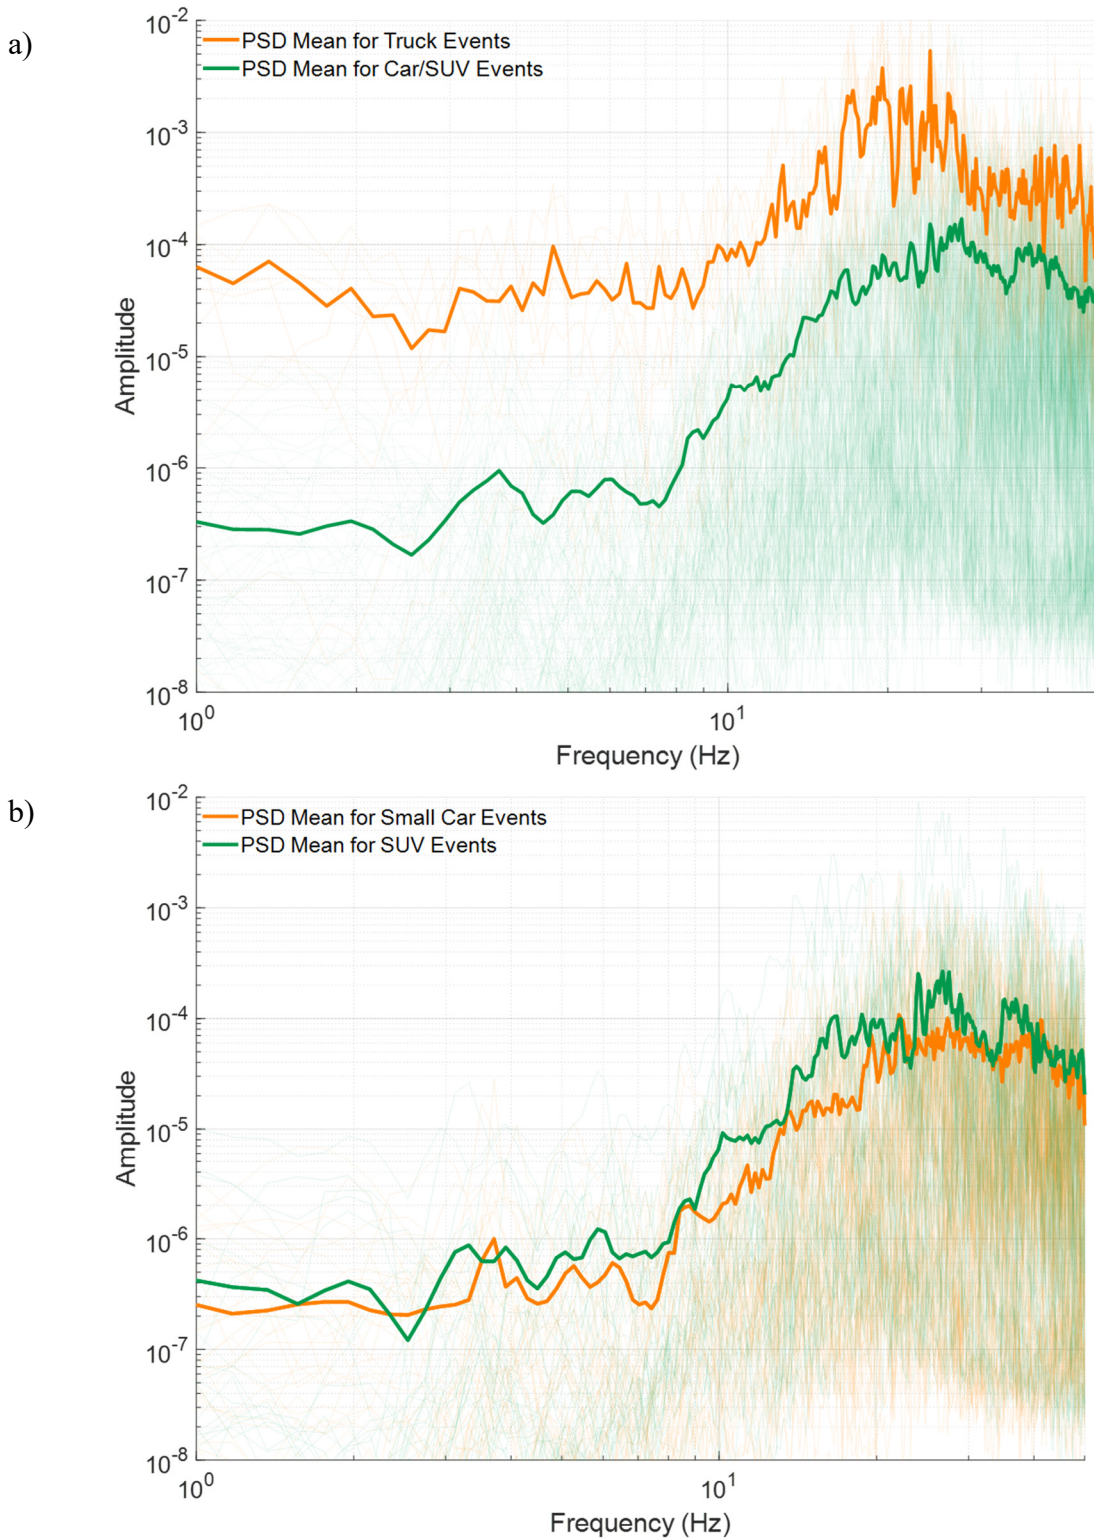 a)
PSD Mean for Truck Events
PSD Mean for Car/SUV Events
10^-2
10^-3
10^-4
10^-5
10^-6
10^-7
10^-8
Amplitude
10^0
10^1
Frequency (Hz)
b)
PSD Mean for Small Car Events
PSD Mean for SUV Events
10^-2
10^-3
10^-4
10^-5
10^-6
10^-7
10^-8
Amplitude
10^0
10^1
Frequency (Hz)